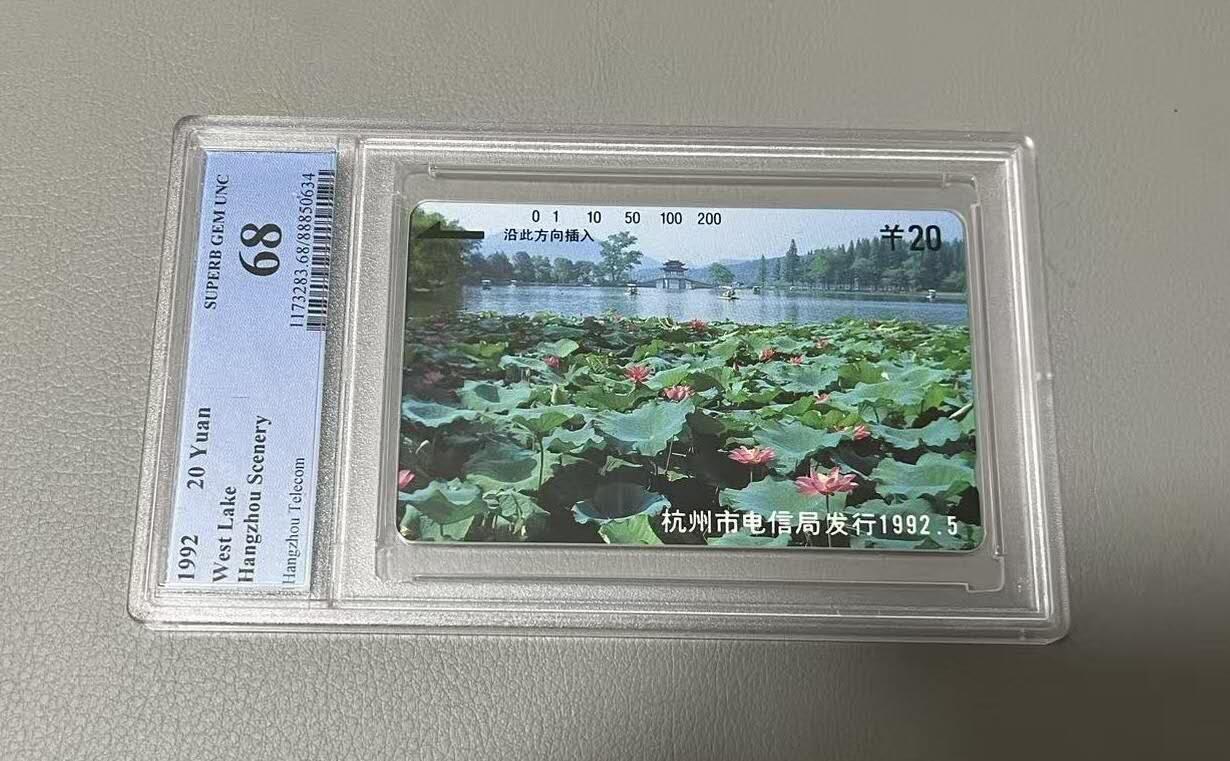 1992 20 Yuan
West Lake
Hangzhou Scenery
Hangzhou Telecom
SUPERB GEM UNC
68
1173283.68/88850634
0 1 10 50 100 200
沿此方向插入
¥20
杭州市电信局发行1992.5